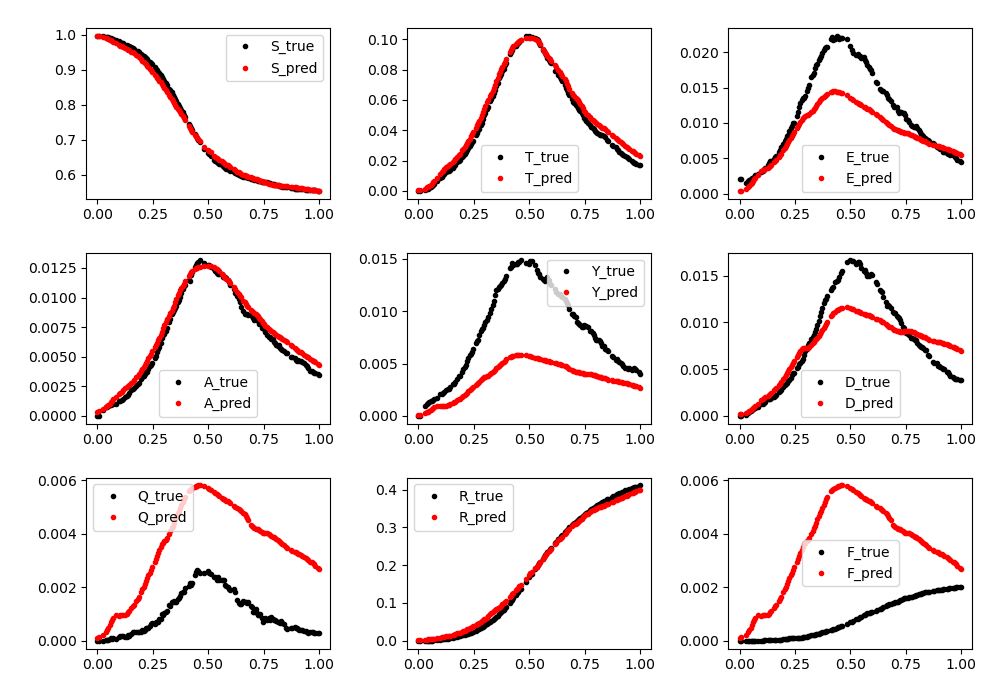 1.0
0.9
0.8
0.7
0.6
S_true
S_pred
0.00 0.25 0.50 0.75 1.00
0.10
0.08
0.06
0.04
0.02
0.00
T_true
T_pred
0.00 0.25 0.50 0.75 1.00
0.020
0.015
0.010
0.005
0.000
E_true
E_pred
0.00 0.25 0.50 0.75 1.00
0.0125
0.0100
0.0075
0.0050
0.0025
0.0000
A_true
A_pred
0.00 0.25 0.50 0.75 1.00
0.015
0.010
0.005
0.000
Y_true
Y_pred
0.00 0.25 0.50 0.75 1.00
0.015
0.010
0.005
0.000
D_true
D_pred
0.00 0.25 0.50 0.75 1.00
0.006
0.004
0.002
0.000
Q_true
Q_pred
0.00 0.25 0.50 0.75 1.00
0.4
0.3
0.2
0.1
0.0
R_true
R_pred
0.00 0.25 0.50 0.75 1.00
0.006
0.004
0.002
0.000
F_true
F_pred
0.00 0.25 0.50 0.75 1.00